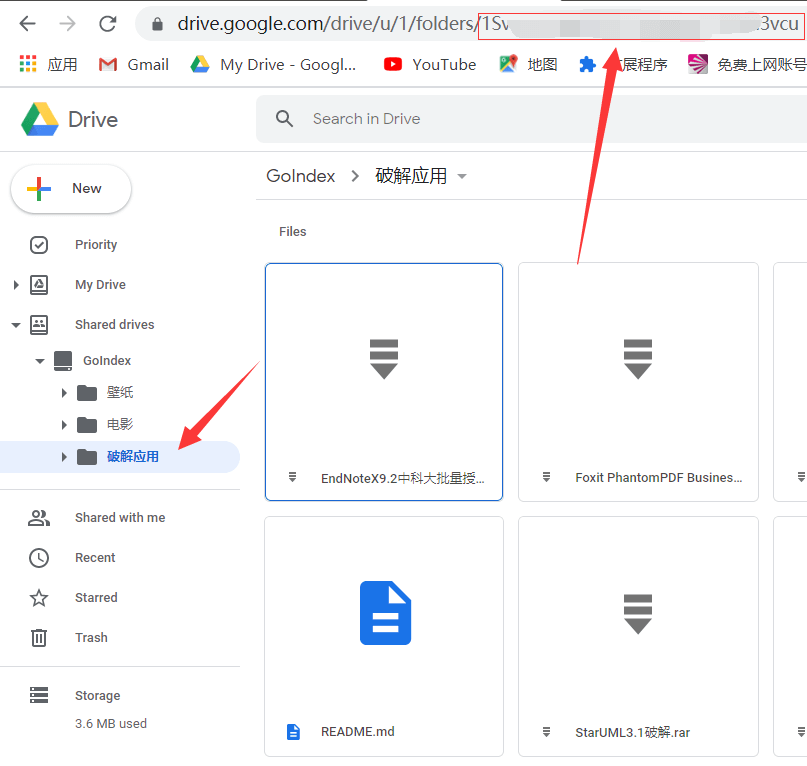 drive.google.com/drive/u/1/folders/1Sv
3vcu
应用
Gmail
My Drive - Googl...
YouTube
地图
扩展程序
免费上网账号
Drive
Search in Drive
New
GoIndex
破解应用
Priority
My Drive
Shared drives
GoIndex
壁纸
电影
破解应用
Shared with me
Recent
Starred
Trash
Storage
3.6 MB used
Files
EndNoteX9.2中科大批量授...
Foxit PhantomPDF Busines...
README.md
StarUML3.1破解.rar